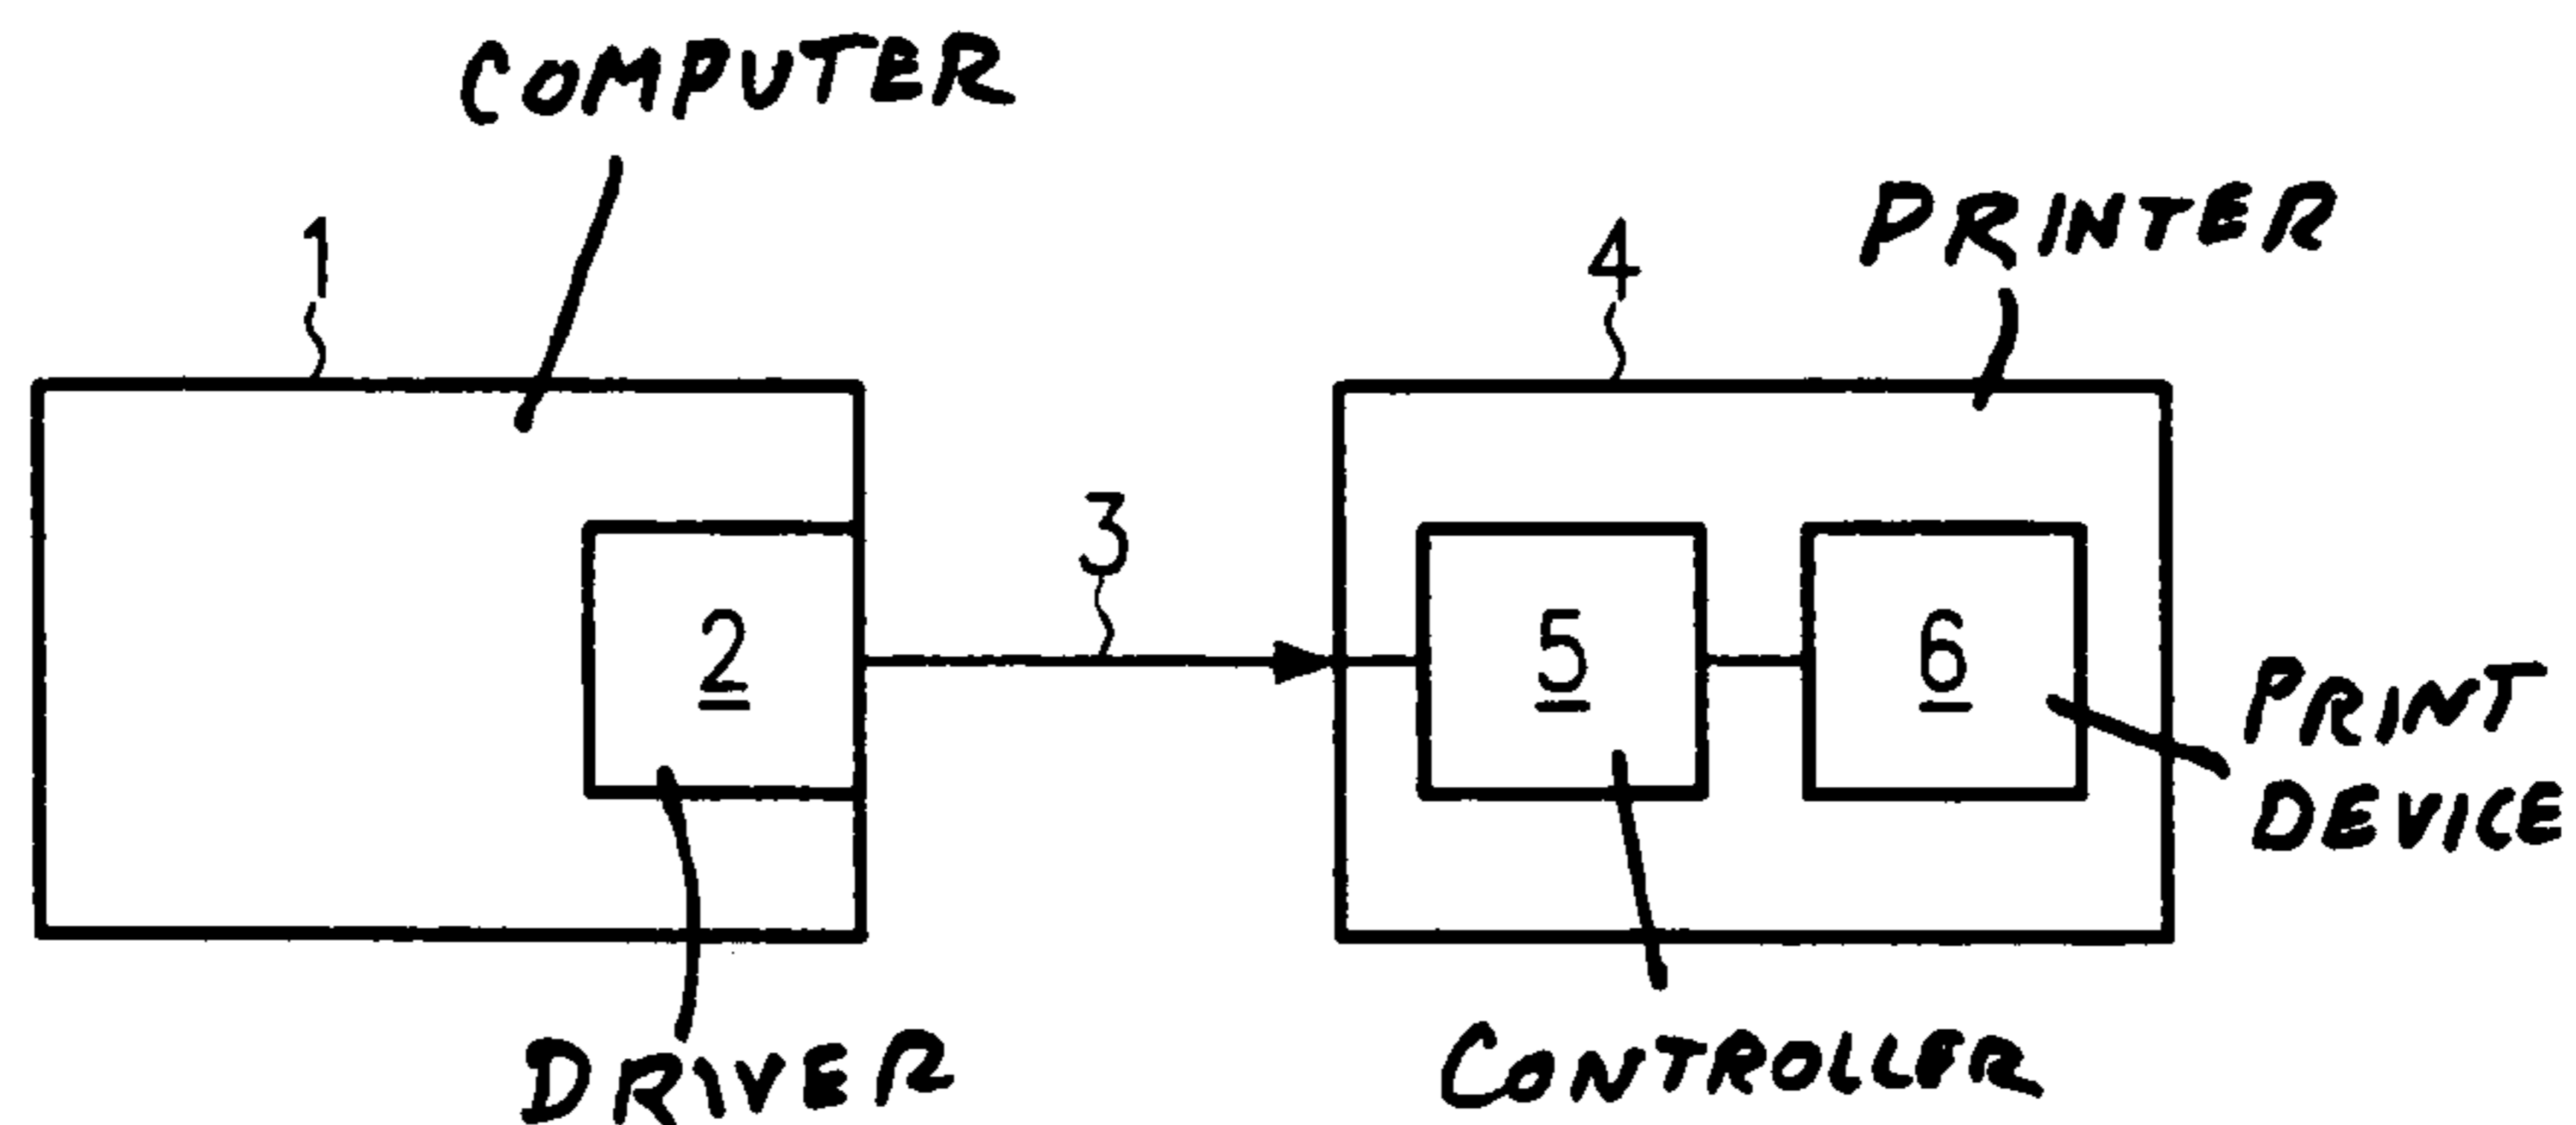 COMPUTER
1
4
PRINTER
3
2
5
6
PRINT
DEVICE
DRIVER
CONTROLLER